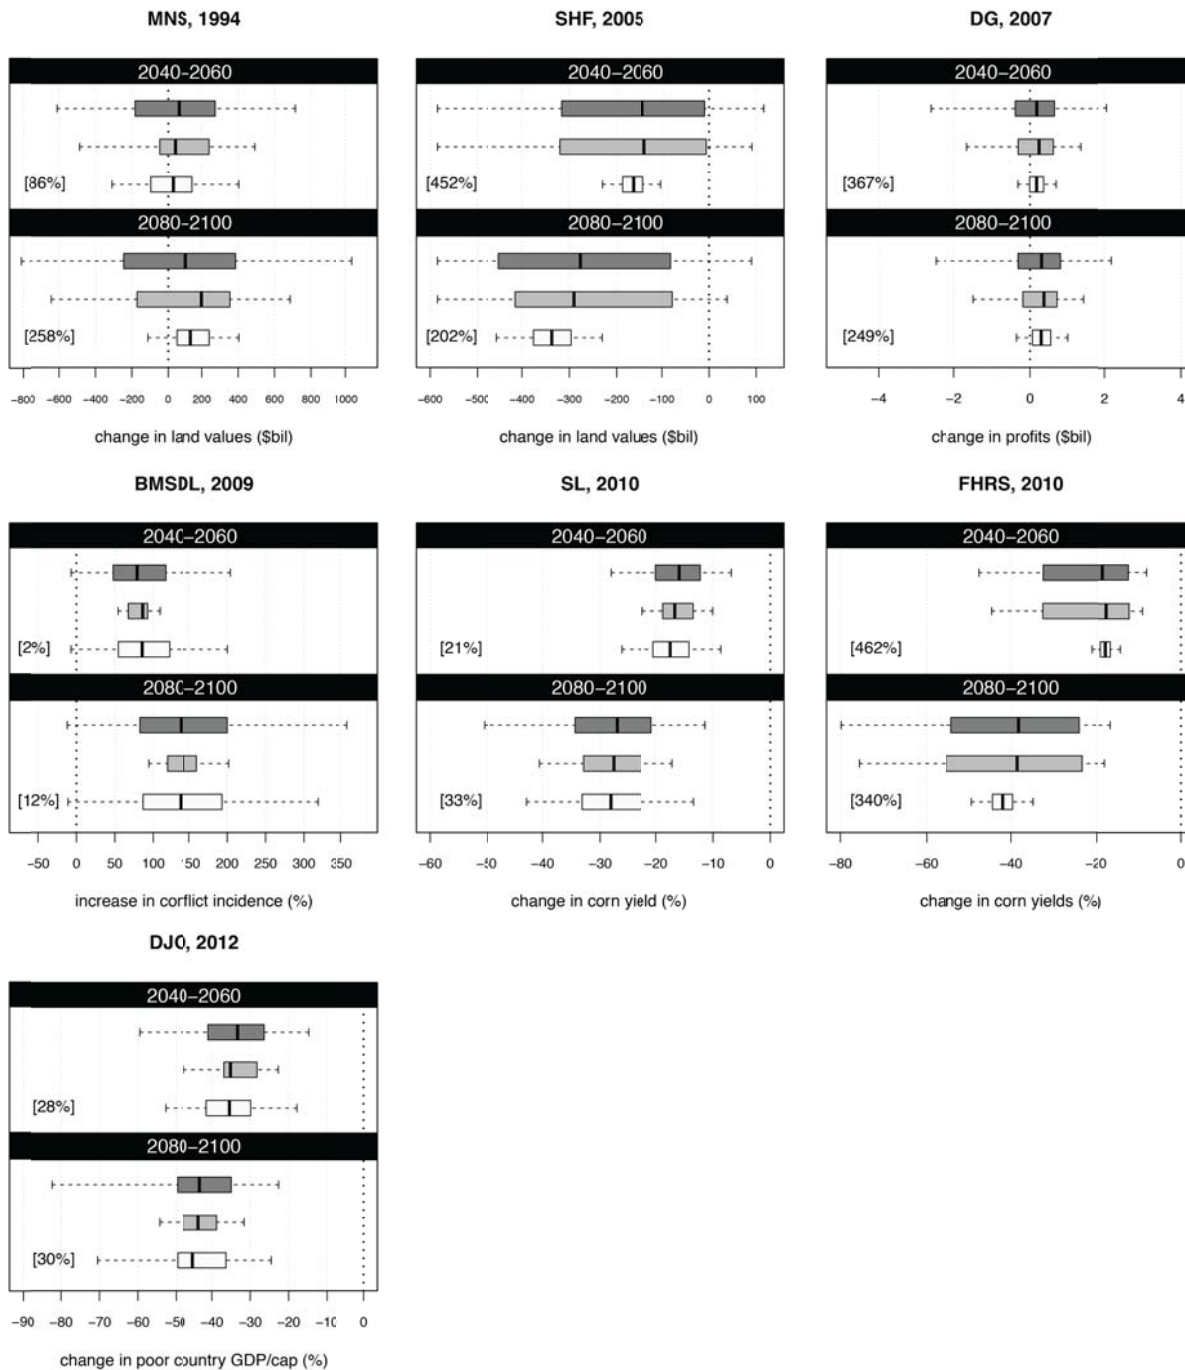 MNS, 1994
2040-2060
[86%]
2080-2100
[258%]
-800 -600 -400 -200 0 200 400 600 800 1000
change in land values ($bil)
SHF, 2005
2040-2060
[452%]
2080-2100
[202%]
-600 -500 -400 -300 -200 -100 0 100
change in land values ($bil)
DG, 2007
2040-2060
[367%]
2080-2100
[249%]
-4 -2 0 2 4
change in profits ($bil)
BMSDL, 2009
2040-2060
[2%]
2080-2100
[12%]
-50 0 50 100 150 200 250 300 350
increase in conflict incidence (%)
SL, 2010
2040-2060
[21%]
2080-2100
[33%]
-60 -50 -40 -30 -20 -10 0
change in corn yield (%)
FHRS, 2010
2040-2060
[462%]
2080-2100
[340%]
-80 -60 -40 -20 0
change in corn yields (%)
DJO, 2012
2040-2060
[28%]
2080-2100
[30%]
-90 -80 -70 -60 -50 -40 -30 -20 -10 0
change in poor country GDP/cap (%)